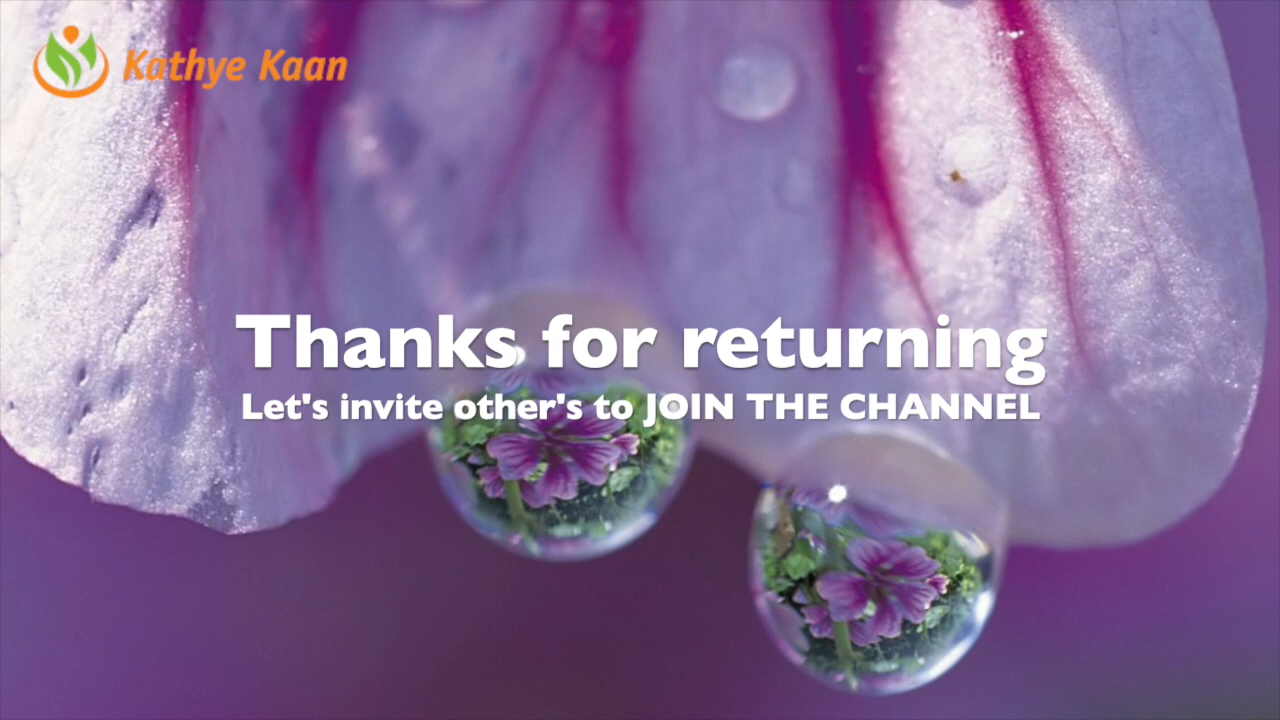 Kathye Kaan
Thanks for returning
Let's invite other's to JOIN THE CHANNEL